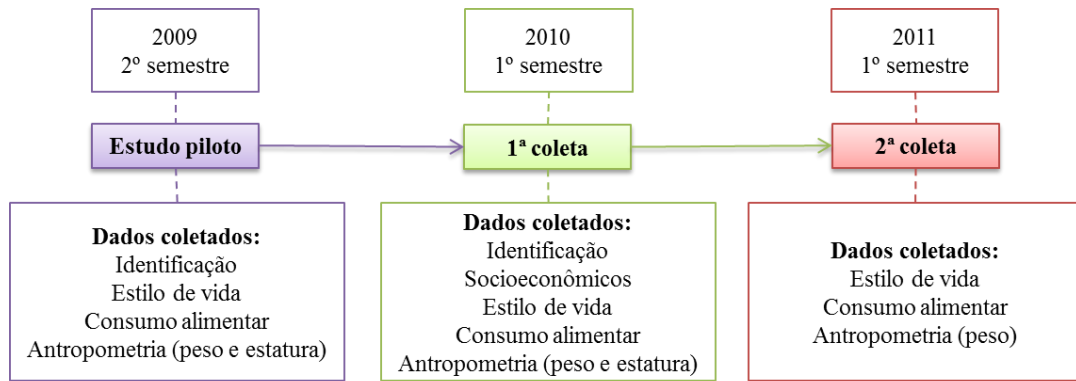 2009
2º semestre
2010
1º semestre
2011
1º semestre
Estudo piloto
1ª coleta
2ª coleta
Dados coletados:
Identificação
Estilo de vida
Consumo alimentar
Antropometria (peso e estatura)
Dados coletados:
Identificação
Socioeconômicos
Estilo de vida
Consumo alimentar
Antropometria (peso e estatura)
Dados coletados:
Estilo de vida
Consumo alimentar
Antropometria (peso)